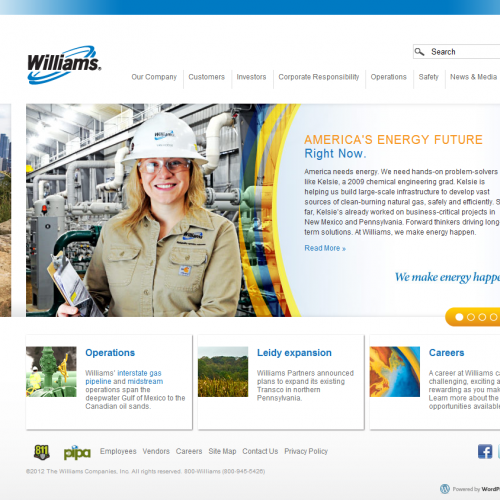 Williams®
Search
Our Company
Customers
Investors
Corporate Responsibility
Operations
Safety
News & Media
Williams
AMERICA'S ENERGY FUTURE
Right Now.
America needs energy. We need hands-on problem-solvers
like Kelsie, a 2009 chemical engineering grad. Kelsie is
helping us build large-scale infrastructure to develop vast
sources of clean-burning natural gas, safely and efficiently. S
far, Kelsie's already worked on business-critical projects in
New Mexico and Pennsylvania. Forward thinkers driving long
term solutions. At Williams, we make energy happen.
Read More »
We make energy happe
Operations
Williams' interstate gas
pipeline and midstream
operations span the
deepwater Gulf of Mexico to the
Canadian oil sands.
Leidy expansion
Williams Partners announced
plans to expand its existing
Transco in northern
Pennsylvania.
Careers
A career at Williams ca
challenging, exciting a
rewarding as you mak
Learn more about the
opportunities available
811
pipa
Employees
Vendors
Careers
Site Map
Contact Us
Privacy Policy
©2012 The Williams Companies, Inc. All rights reserved. 800-Williams (800-945-5426)
Powered by WordP